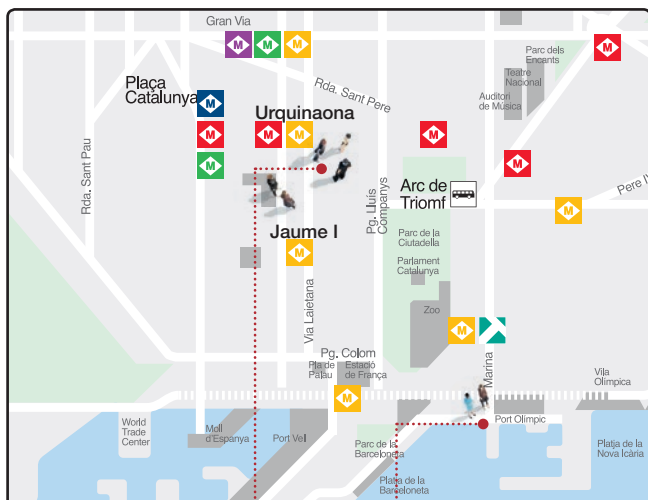 Gran Via
M
M
M
M
Parc dels
Encants
Teatre
Nacional
Auditori
de Música
Rda. Sant Pere
Plaça
Catalunya
M
M
M
Urquinaona
M
M
M
M
Rda. Sant Pau
Pg. Lluis
Companys
Arc de
Triomf
Pere I
M
Jaume I
M
Parc de la
Ciutadella
Parlament
Catalunya
Zoo
Via Laietana
M
Marina
Pg. Colom
Pla de
Palau
Estació
de França
M
Vila
Olímpica
World
Trade
Center
Moll
d'Espanya
Port Vell
Parc de la
Barceloneta
Port Olímpic
Platja de la
Nova Icària
Platja de la
Barceloneta